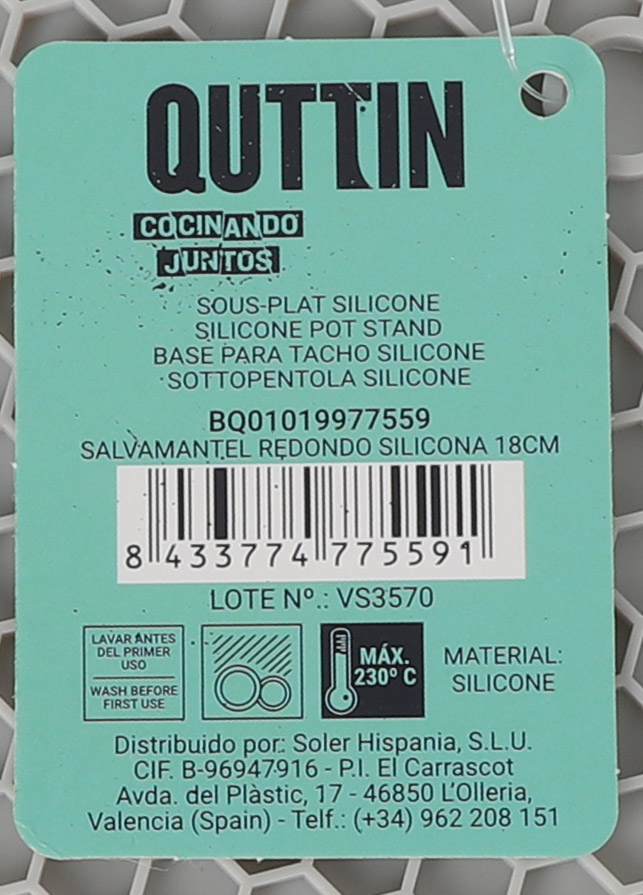 QUTTIN
COCINANDO
JUNTOS
SOUS-PLAT SILICONE
SILICONE POT STAND
BASE PARA TACHO SILICONE
SOTTOPENTOLA SILICONE
BQ01019977559
SALVAMANTEL REDONDO SILICONA 18CM
8 433774 775591
LOTE Nº.: VS3570
LAVAR ANTES
DEL PRIMER
USO
WASH BEFORE
FIRST USE
MÁX.
230º C
MATERIAL:
SILICONE
Distribuido por: Soler Hispania, S.L.U.
CIF. B-96947916 - P.I. El Carrascot
Avda. del Plàstic, 17 - 46850 L'Olleria,
Valencia (Spain) - Telf.: (+34) 962 208 151